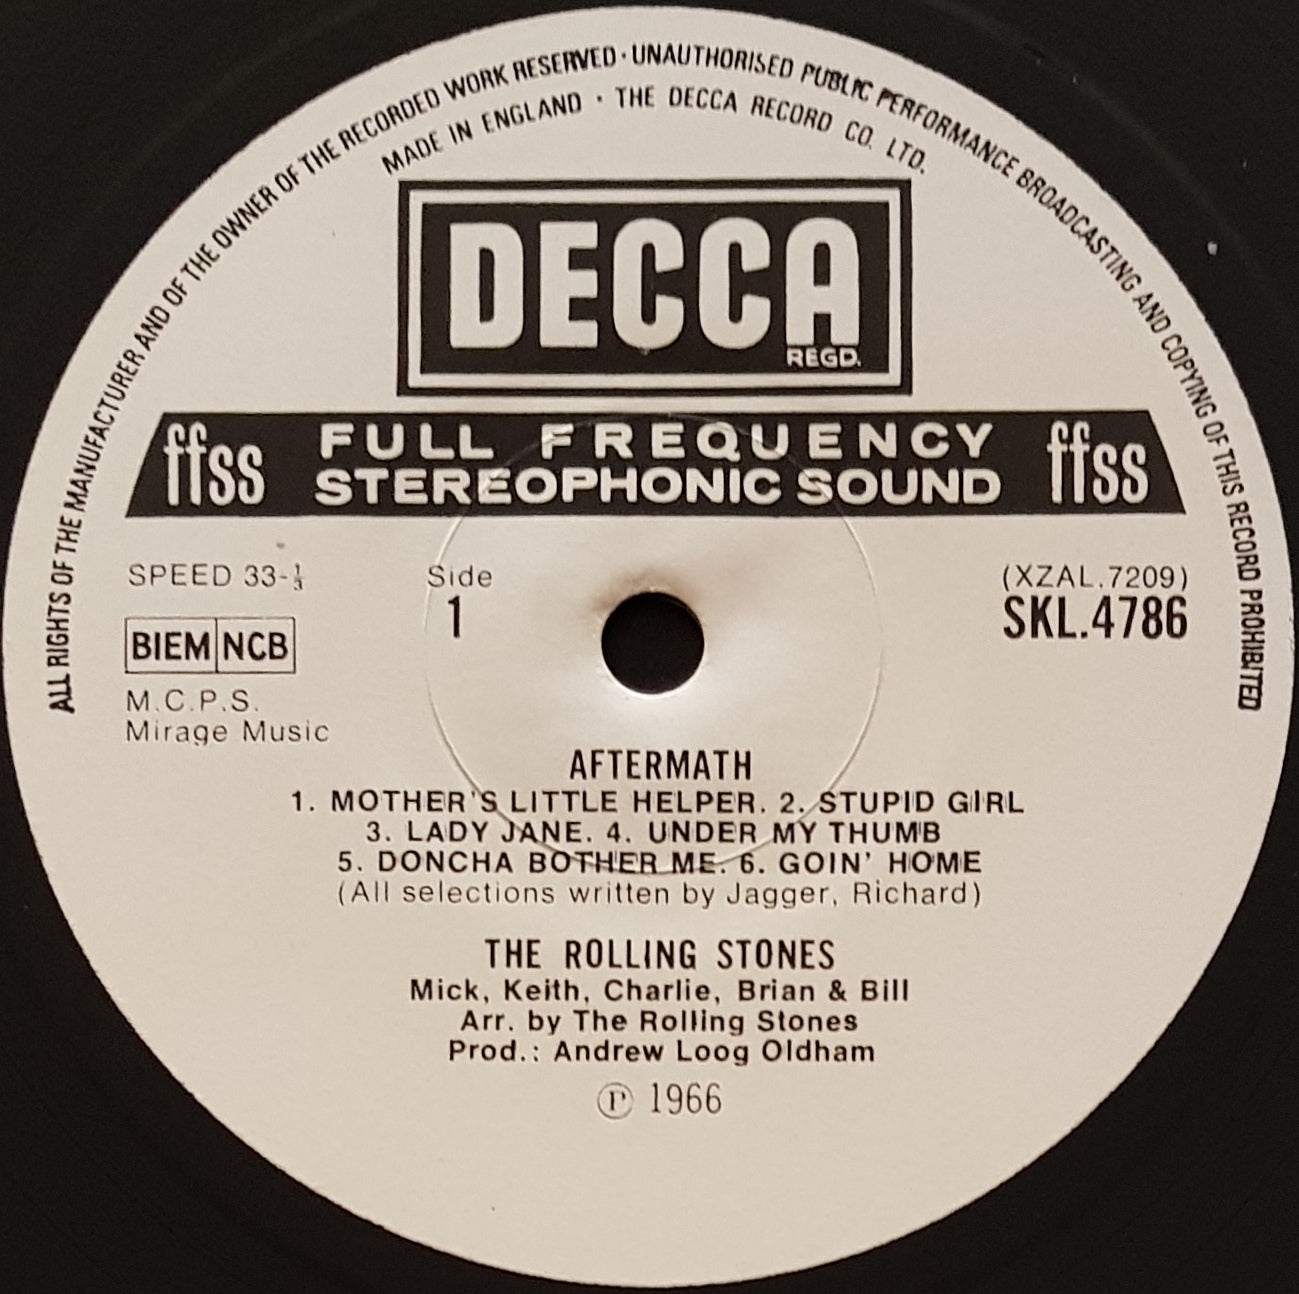 ALL RIGHTS OF THE MANUFACTURER AND OF THE OWNER OF THE RECORDED WORK RESERVED · UNAUTHORISED PUBLIC PERFORMANCE BROADCASTING AND COPYING OF THIS RECORD PROHIBITED
MADE IN ENGLAND · THE DECCA RECORD CO. LTD.
DECCA
REGD.
ffss FULL FREQUENCY STEREOPHONIC SOUND ffss
SPEED 33-⅓
Side
1
(XZAL.7209)
SKL.4786
BIEM NCB
M.C.P.S.
Mirage Music
AFTERMATH
1. MOTHER'S LITTLE HELPER. 2. STUPID GIRL
3. LADY JANE. 4. UNDER MY THUMB
5. DONCHA BOTHER ME. 6. GOIN' HOME
(All selections written by Jagger, Richard)
THE ROLLING STONES
Mick, Keith, Charlie, Brian & Bill
Arr. by The Rolling Stones
Prod.: Andrew Loog Oldham
℗ 1966